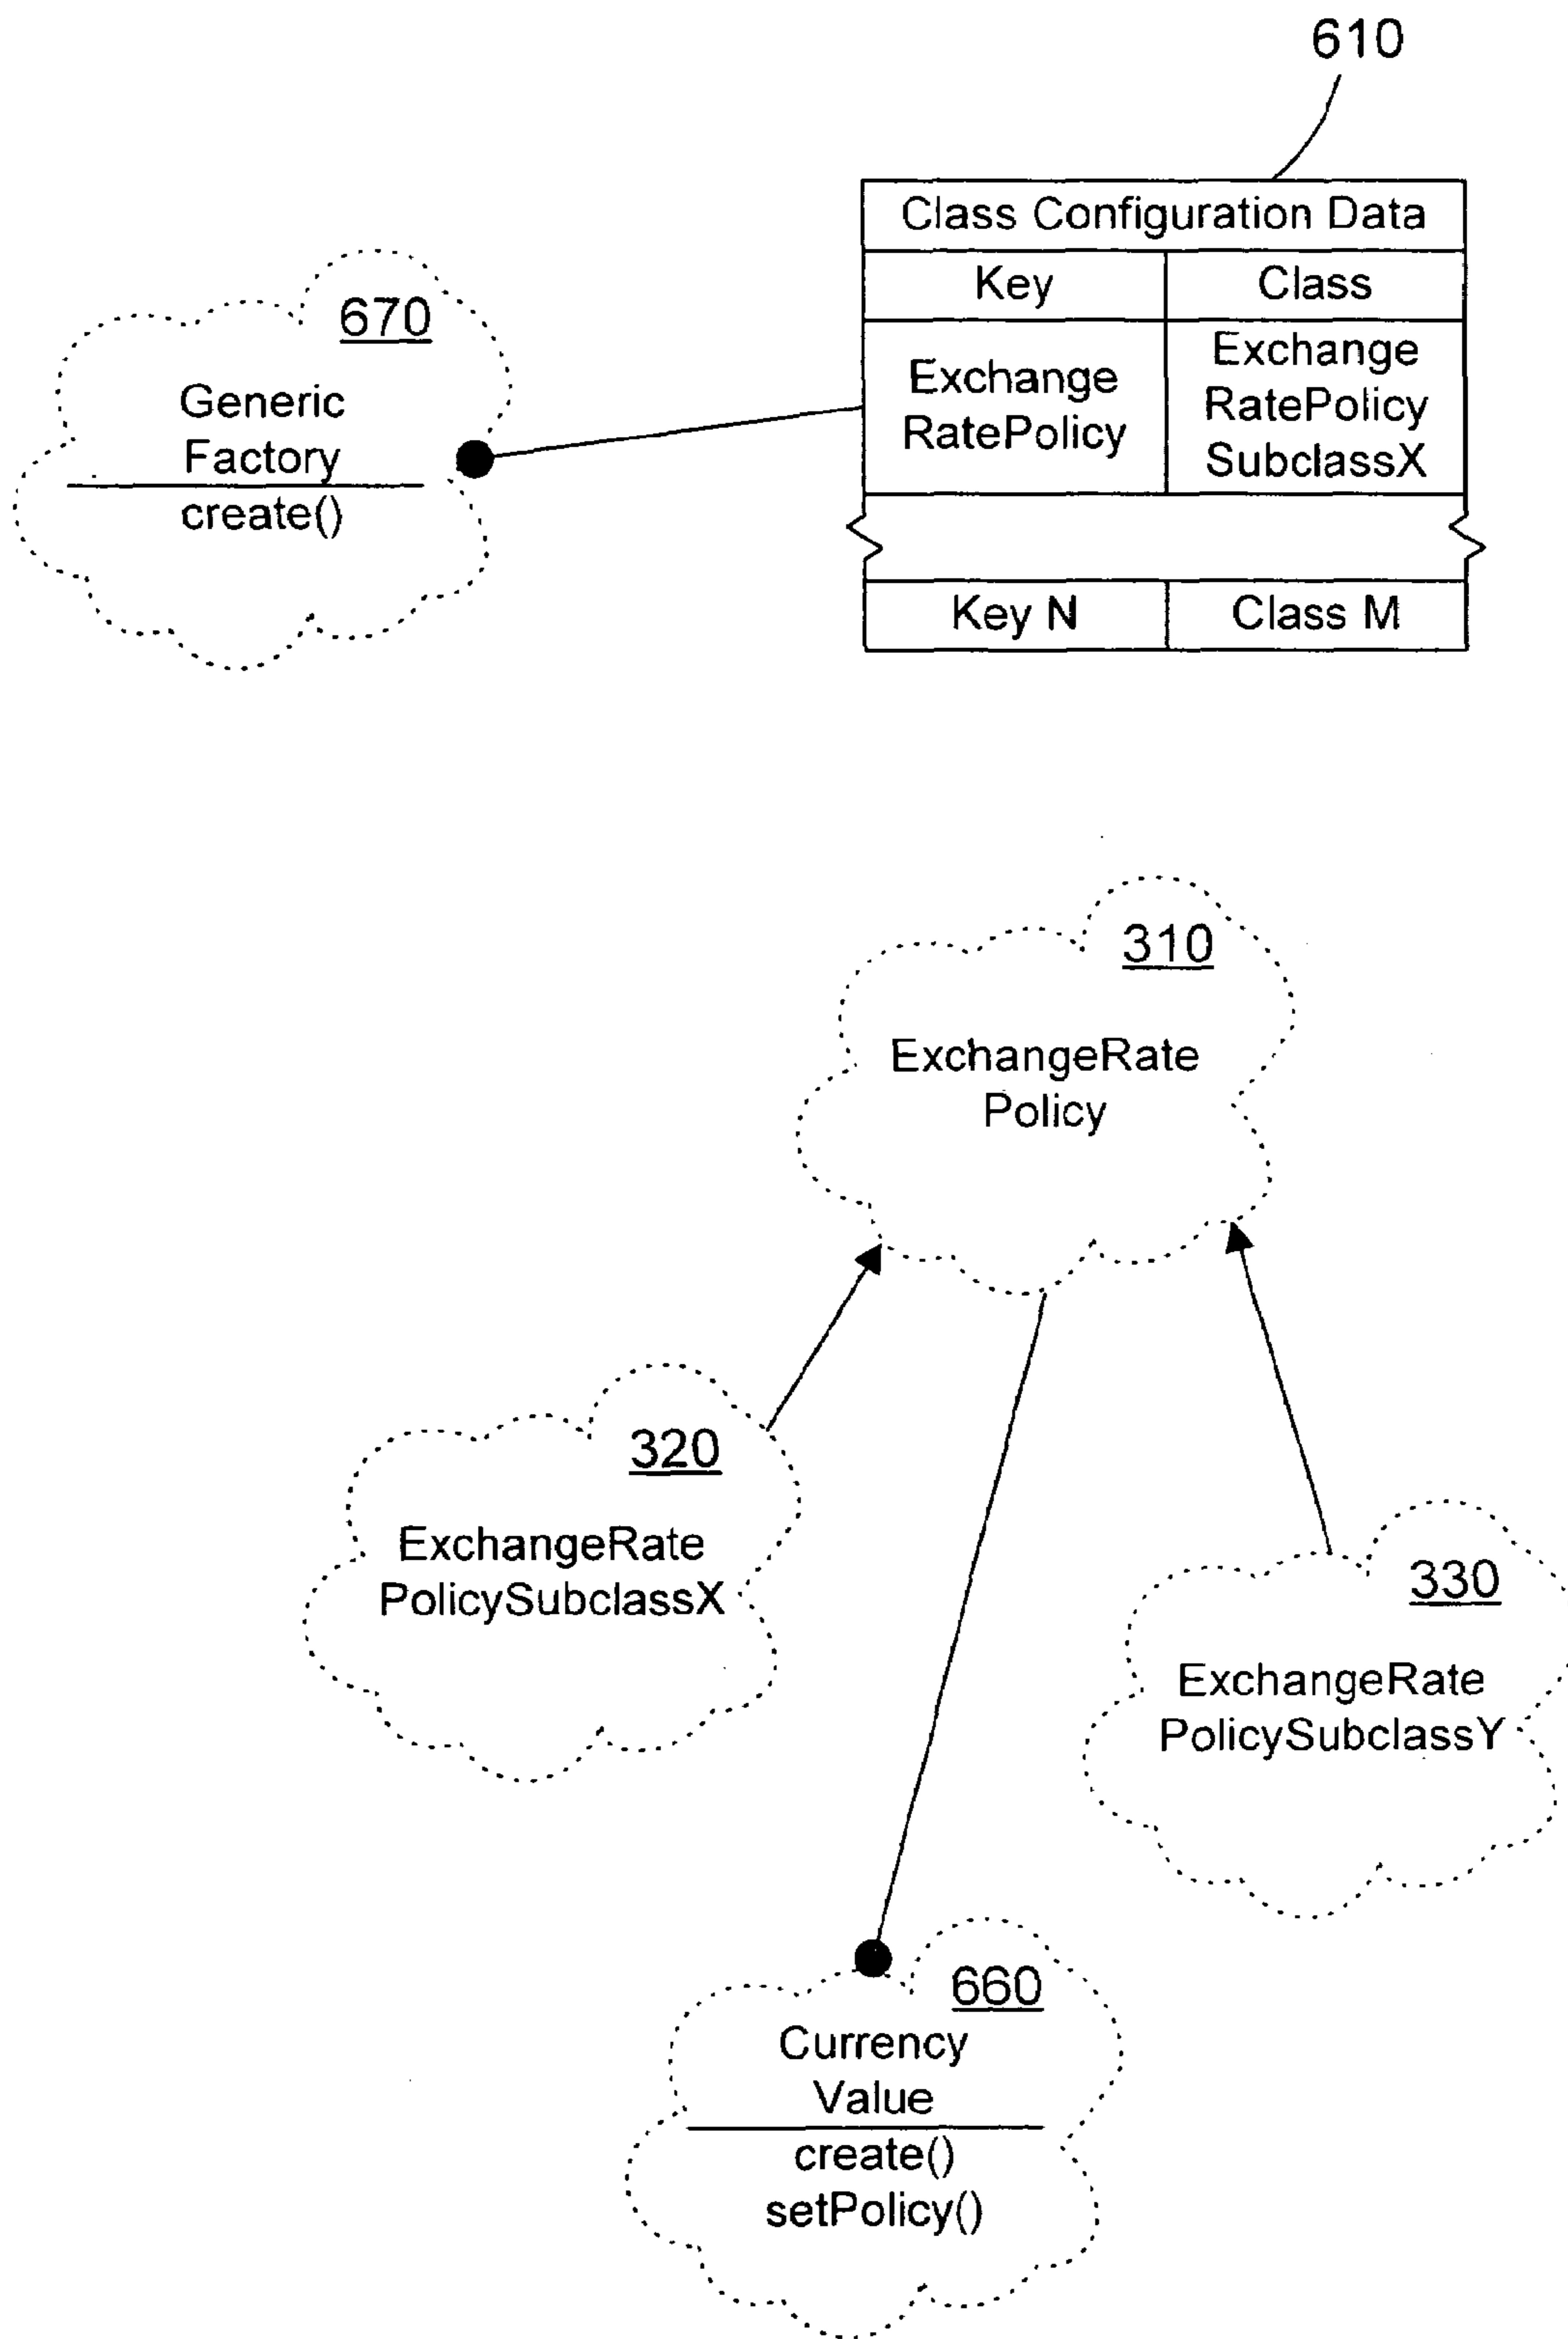 610
Class Configuration Data
Key Class
Exchange
RatePolicy
Exchange
RatePolicy
SubclassX
Key N Class M
670
Generic
Factory
create()
310
ExchangeRate
Policy
320
ExchangeRate
PolicySubclassX
330
ExchangeRate
PolicySubclassY
660
Currency
Value
create()
setPolicy()